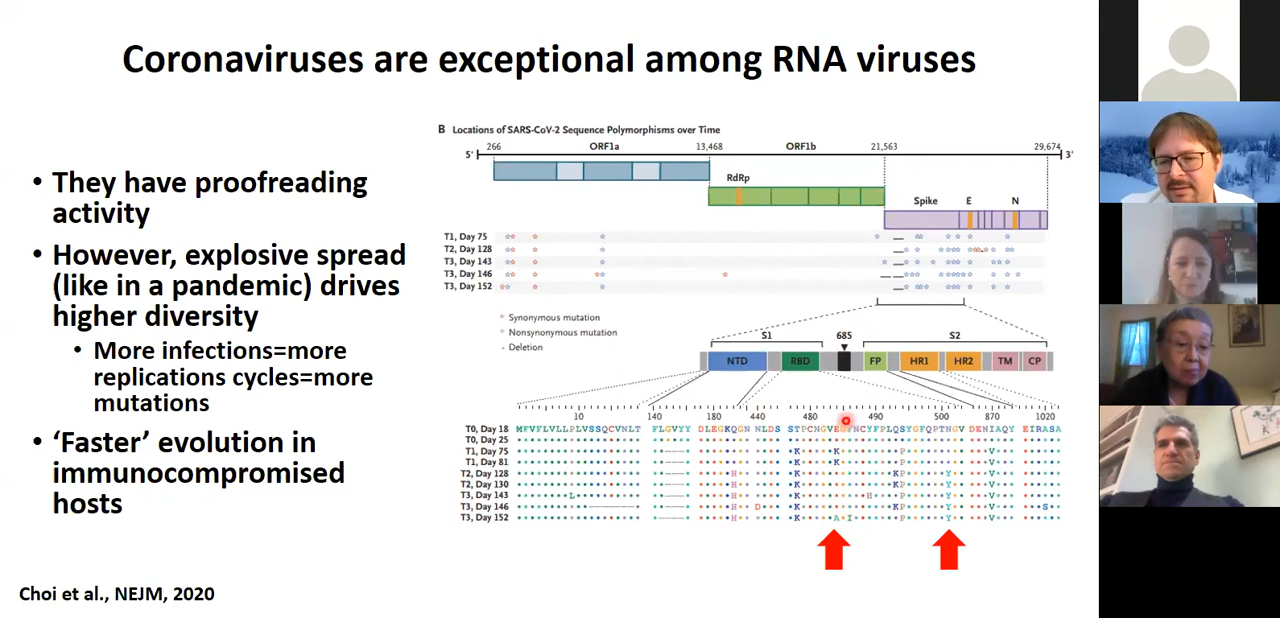 Coronaviruses are exceptional among RNA viruses
• They have proofreading
activity
• However, explosive spread
(like in a pandemic) drives
higher diversity
• More infections=more
replications cycles=more
mutations
• ‘Faster’ evolution in
immunocompromised
hosts
Choi et al., NEJM, 2020
B Locations of SARS-CoV-2 Sequence Polymorphisms over Time
266 ORF1a 13,468 ORF1b 21,563 29,674
5' 3'
RdRp
Spike E N
T1, Day 75
T2, Day 128
T3, Day 143
T3, Day 146
T3, Day 152
Synonymous mutation
Nonsynonymous mutation
- Deletion
S1 685 S2
NTD RBD FP HR1 HR2 TM CP
10 140 180 440 480 490 500 870 1020
T0, Day 18 MFVFLVLLPLVSSQCVNLT FLGVYY
T0, Day 25
T1, Day 75 K K P V
T1, Day 81 K K P V
T2, Day 128 H K KP Y V
T2, Day 130 H K KP Y V
T3, Day 143 L H K H Y V
T3, Day 146 H D K KP Y V S
T3, Day 152 H K A I P Y V